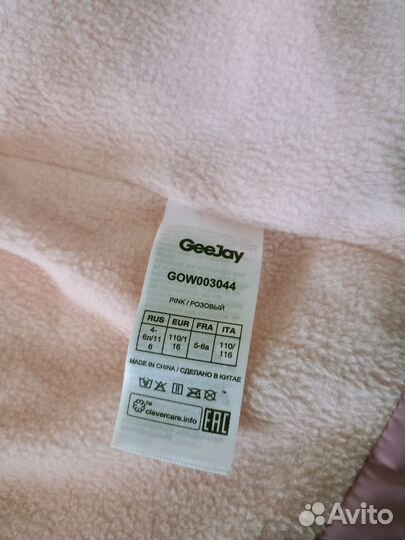 GeeJay
GOW003044
PINK / РОЗОВЫЙ
RUS EUR FRA ITA
4-6л/116 110/116 5-6a 110/116
MADE IN CHINA / СДЕЛАНО В КИТАЕ
TM
clevercare.info
EAC
Avito